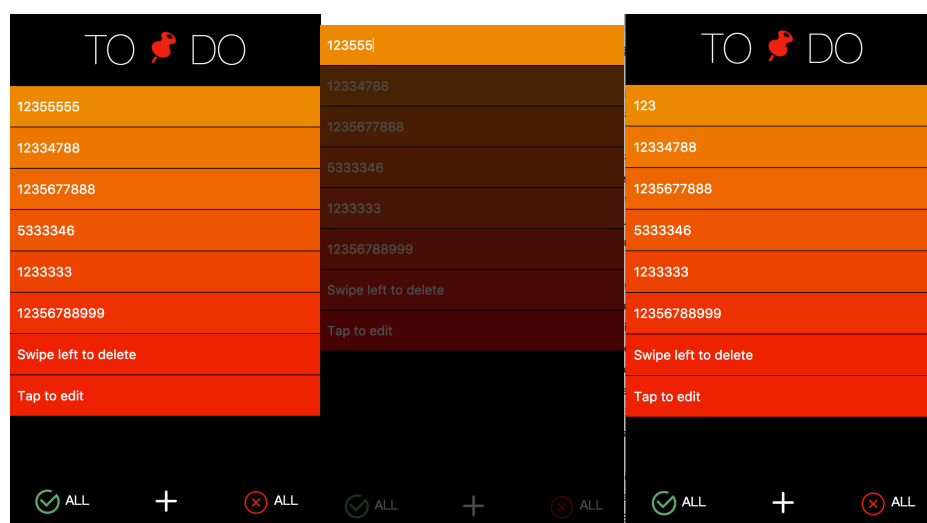 TO DO
12355555
12334788
1235677888
5333346
1233333
12356788999
Swipe left to delete
Tap to edit
ALL
ALL
123555
12334788
1235677888
5333346
1233333
12356788999
Swipe left to delete
Tap to edit
ALL
ALL
TO DO
123
12334788
1235677888
5333346
1233333
12356788999
Swipe left to delete
Tap to edit
ALL
ALL